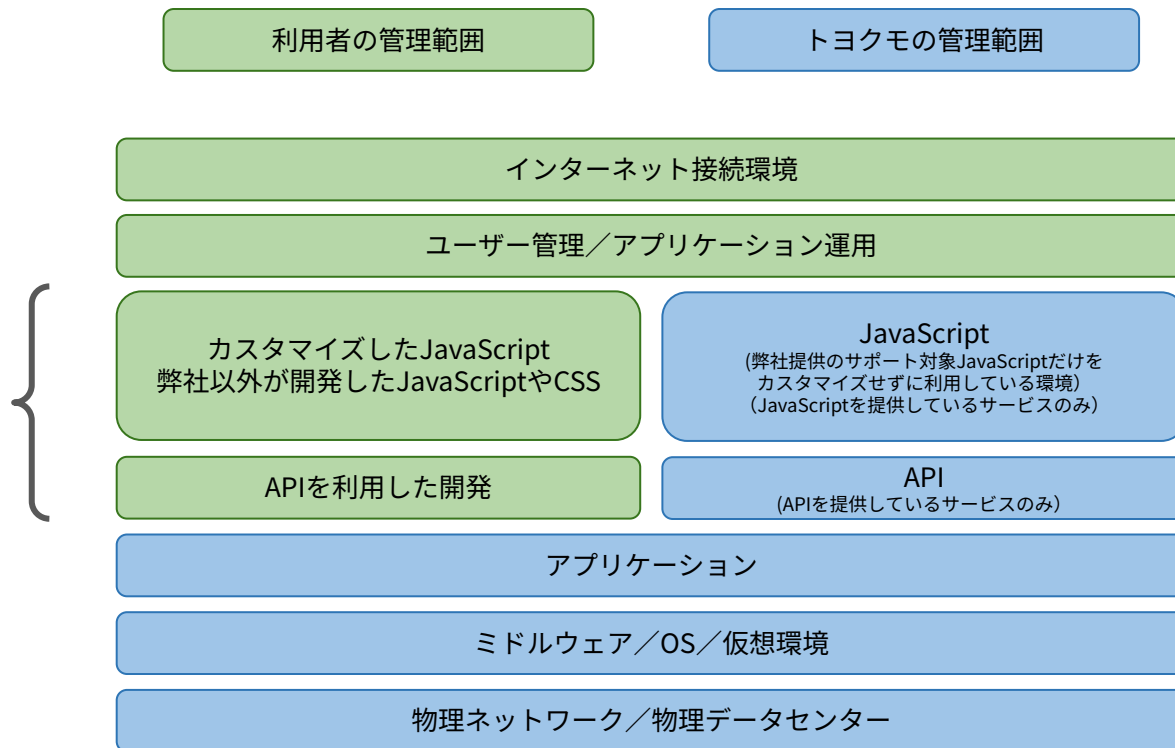 利用者の管理範囲
トヨクモの管理範囲
インターネット接続環境
ユーザー管理／アプリケーション運用
カスタマイズしたJavaScript
弊社以外が開発したJavaScriptやCSS
JavaScript
(弊社提供のサポート対象JavaScriptだけを
カスタマイズせずに利用している環境）
（JavaScriptを提供しているサービスのみ）
APIを利用した開発
API
(APIを提供しているサービスのみ）
アプリケーション
ミドルウェア／OS／仮想環境
物理ネットワーク／物理データセンター